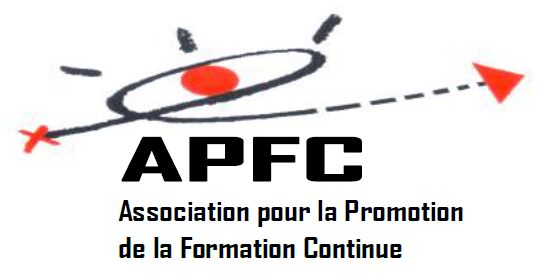 APFC
Association pour la Promotion
de la Formation Continue